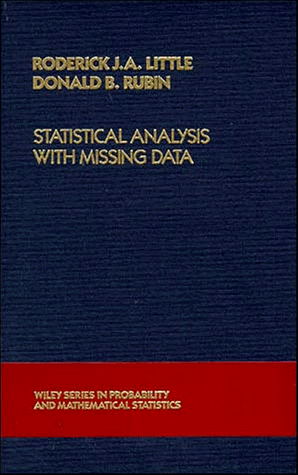 RODERICK J.A. LITTLE
DONALD B. RUBIN
STATISTICAL ANALYSIS
WITH MISSING DATA
WILEY SERIES IN PROBABILITY
AND MATHEMATICAL STATISTICS